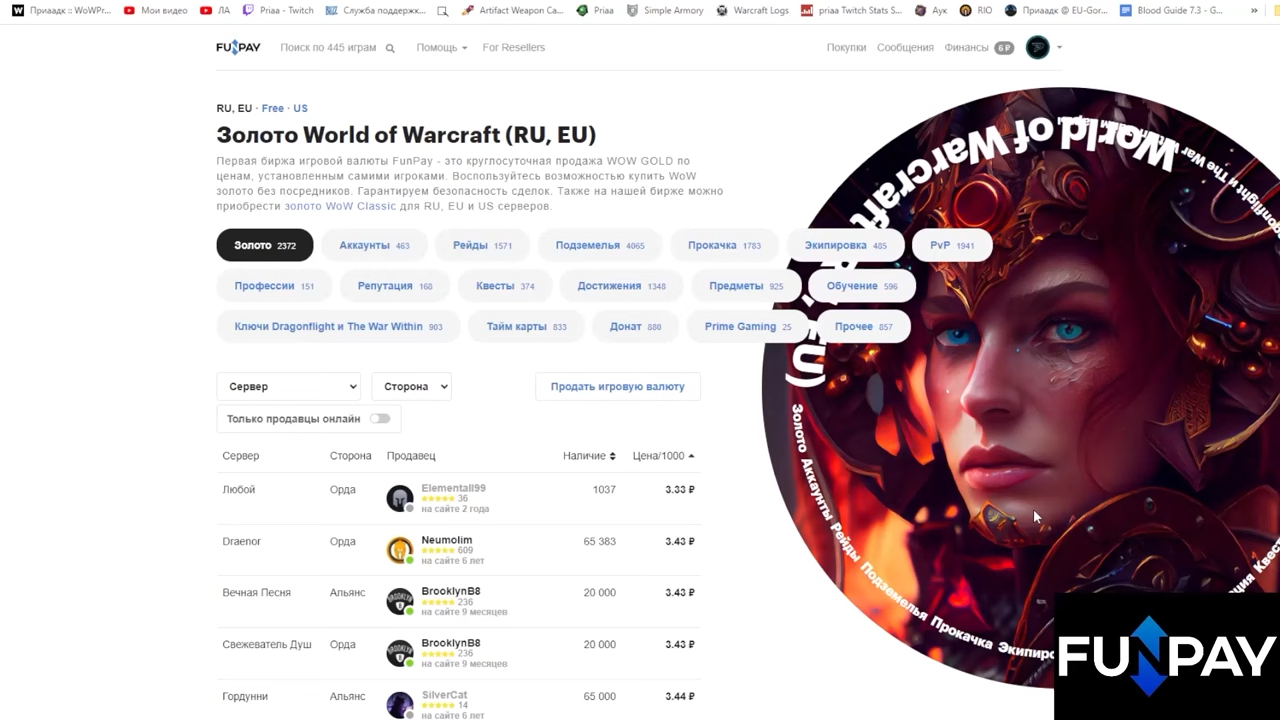 Приаадк :: WoWPr...
Мои видео
ЛА
Priaa - Twitch
Служба поддержк...
Artifact Weapon Ca...
Priaa
Simple Armory
Warcraft Logs
priaa Twitch Stats S...
Аук
RIO
Приаадк @ EU-Gor...
Blood Guide 7.3 - G...
»
FUNPAY
Поиск по 445 играм
Помощь
For Resellers
Покупки
Сообщения
Финансы 6 ₽
RU, EU · Free · US
Золото World of Warcraft (RU, EU)
Первая биржа игровой валюты FunPay - это круглосуточная продажа WOW GOLD по
ценам, установленным самими игроками. Воспользуйтесь возможностью купить WoW
золото без посредников. Гарантируем безопасность сделок. Также на нашей бирже можно
приобрести золото WoW Classic для RU, EU и US серверов.
Золото 2372
Аккаунты 463
Рейды 1571
Подземелья 4065
Прокачка 1783
Экипировка 485
PvP 1941
Профессии 151
Репутация 168
Квесты 374
Достижения 1348
Предметы 925
Обучение 596
Ключи Dragonflight и The War Within 903
Тайм карты 833
Донат 880
Prime Gaming 25
Прочее 857
Сервер
Сторона
Продать игровую валюту
Только продавцы онлайн
Сервер Сторона Продавец Наличие Цена/1000
Любой Орда Elementall99 1037 3.33 ₽
36
на сайте 2 года
Draenor Орда Neumolim 65 383 3.43 ₽
609
на сайте 6 лет
Вечная Песня Альянс BrooklynB8 20 000 3.43 ₽
236
на сайте 9 месяцев
Свежеватель Душ Орда BrooklynB8 20 000 3.43 ₽
236
на сайте 9 месяцев
Гордунни Альянс SilverCat 65 000 3.44 ₽
14
на сайте 6 лет
World of Warcraft
EU)
Золото Аккаунты Рейды Подземелья Прокачка Экипиро
FUNPAY